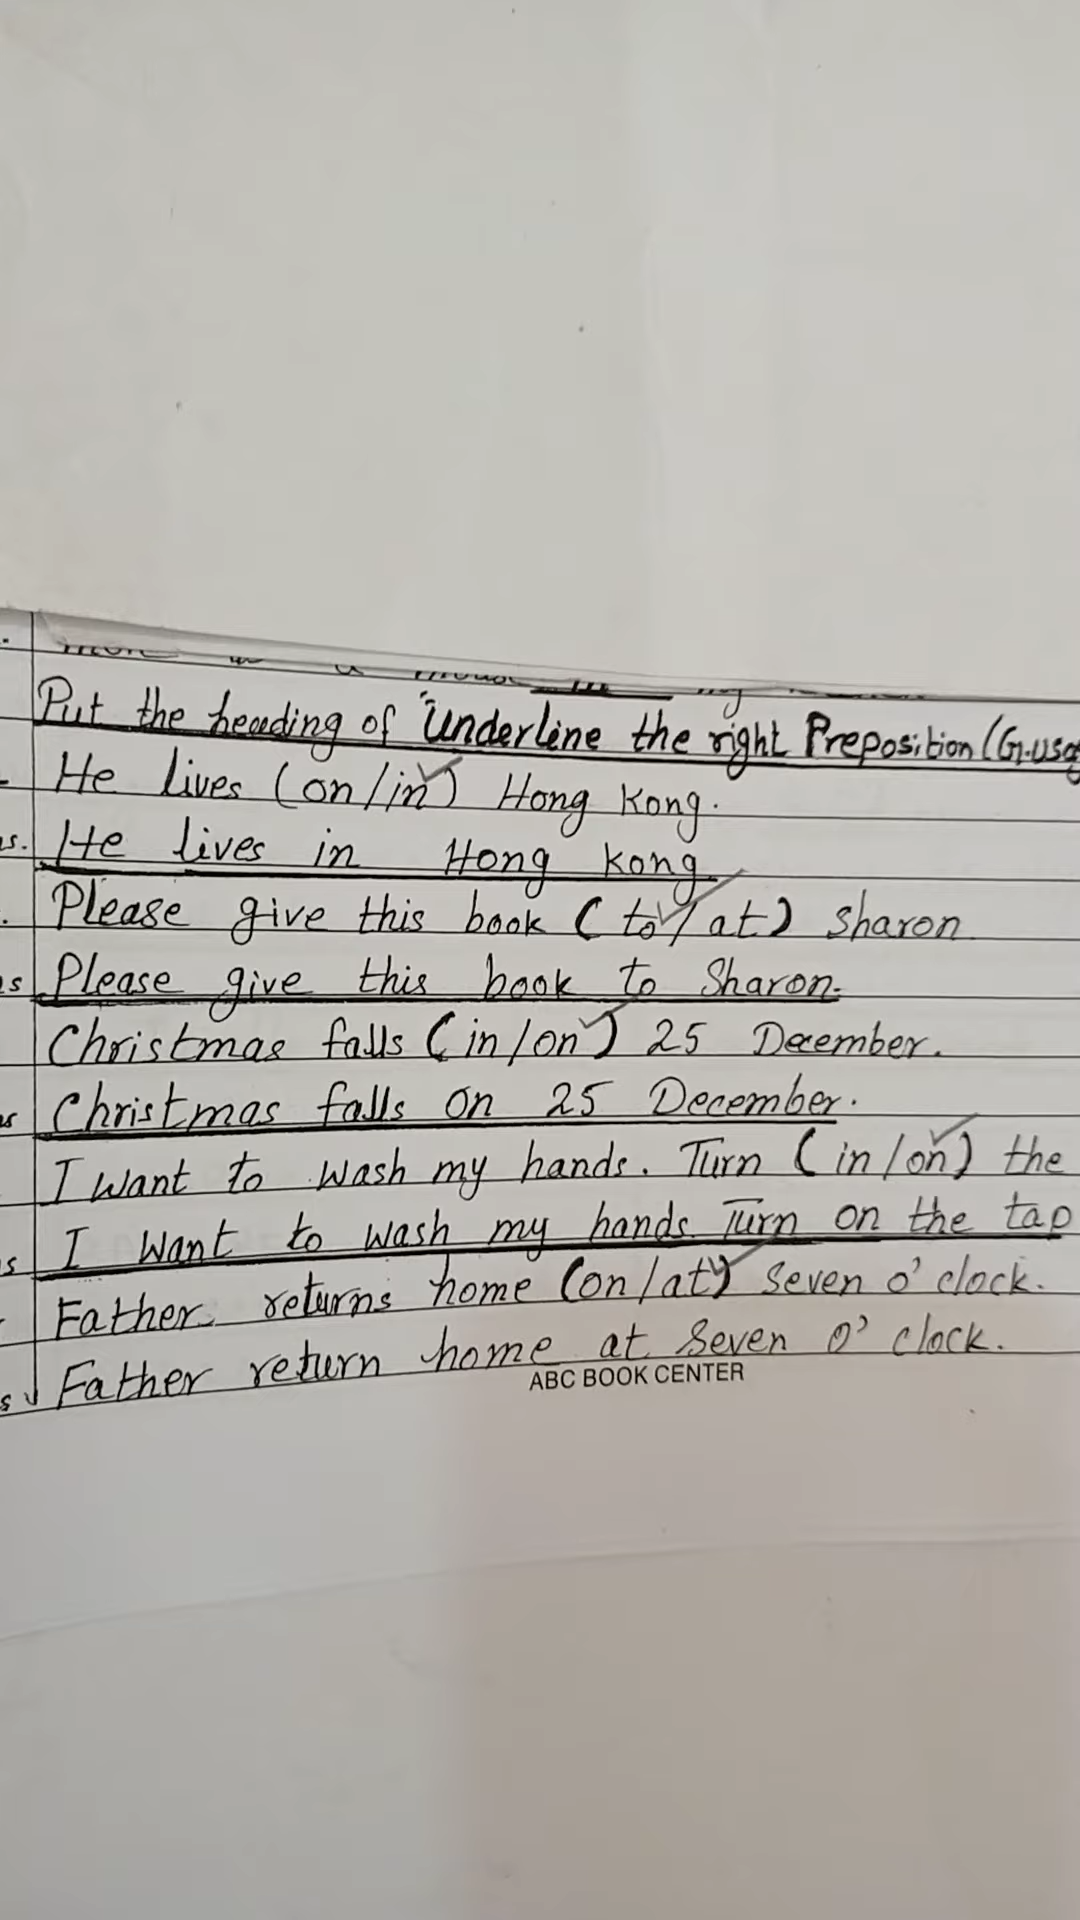 Put the heading of "underline the right Preposition (G.usag
He lives (on/in) Hong Kong.
s. He lives in Hong Kong
Please give this book (to/at) Sharon
s Please give this book to Sharon.
Christmas falls (in/on) 25 December.
s Christmas falls on 25 December.
I want to wash my hands. Turn (in/on) the
s I want to wash my hands. Turn on the tap
Father returns home (on/at) seven o' clock.
s Father return home at seven o' clock.
ABC BOOK CENTER